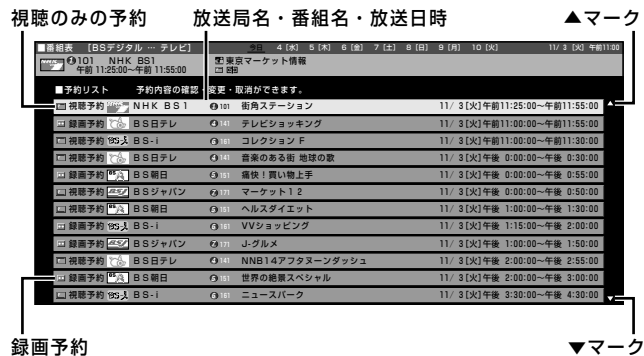 視聴のみの予約 放送局名・番組名・放送日時 ▲マーク
■番組表 [BSデジタル … テレビ] 今日 4 [水] 5 [木] 6 [金] 7 [土] 8 [日] 9 [月] 10 [火] 11/ 3 [火] 午前11:00
101 NHK BS1 東京マーケット情報
午前 11:25:00～午前 11:55:00
■予約リスト 予約内容の確認・変更・取消ができます。
視聴予約 NHK BS1 101 街角ステーション 11/ 3[火]午前11:25:00～午前11:55:00
録画予約 BS日テレ 141 テレビショッキング 11/ 3[火]午前11:00:00～午前11:55:00
視聴予約 BS-i BS-i 161 コレクション F 11/ 3[火]午前11:00:00～午前11:30:00
視聴予約 BS日テレ 141 音楽のある街 地球の歌 11/ 3[火]午後 0:00:00～午後 0:30:00
録画予約 BS朝日 151 痛快！買い物上手 11/ 3[火]午後 0:00:00～午後 0:55:00
視聴予約 BSジャパン 171 マーケット12 11/ 3[火]午後 0:00:00～午後 0:50:00
視聴予約 BS朝日 151 ヘルスダイエット 11/ 3[火]午後 1:00:00～午後 1:30:00
録画予約 BS-i BS-i 161 VVショッピング 11/ 3[火]午後 1:15:00～午後 2:00:00
録画予約 BSジャパン 171 J-グルメ 11/ 3[火]午後 1:00:00～午後 1:50:00
視聴予約 BS日テレ 141 NNB14アフタヌーンダッシュ 11/ 3[火]午後 2:00:00～午後 2:55:00
録画予約 BS朝日 151 世界の絶景スペシャル 11/ 3[火]午後 2:00:00～午後 3:00:00
視聴予約 BS-i BS-i 161 ニュースパーク 11/ 3[火]午後 3:30:00～午後 4:30:00
録画予約 ▼マーク